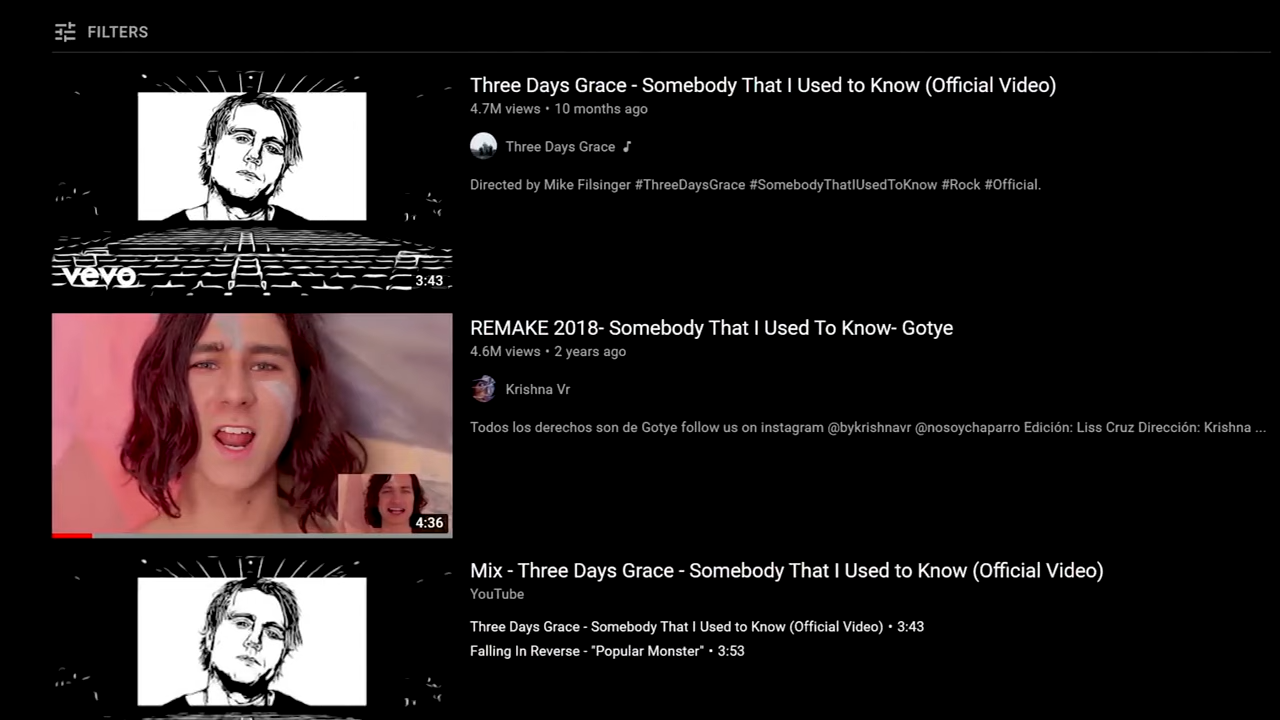 FILTERS
Three Days Grace - Somebody That I Used to Know (Official Video)
4.7M views • 10 months ago
Three Days Grace
Directed by Mike Filsinger #ThreeDaysGrace #SomebodyThatIUsedToKnow #Rock #Official.
vevo
3:43
REMAKE 2018- Somebody That I Used To Know- Gotye
4.6M views • 2 years ago
Krishna Vr
Todos los derechos son de Gotye follow us on instagram @bykrishnavr @nosoychaparro Edición: Liss Cruz Dirección: Krishna ...
4:36
Mix - Three Days Grace - Somebody That I Used to Know (Official Video)
YouTube
Three Days Grace - Somebody That I Used to Know (Official Video) • 3:43
Falling In Reverse - "Popular Monster" • 3:53